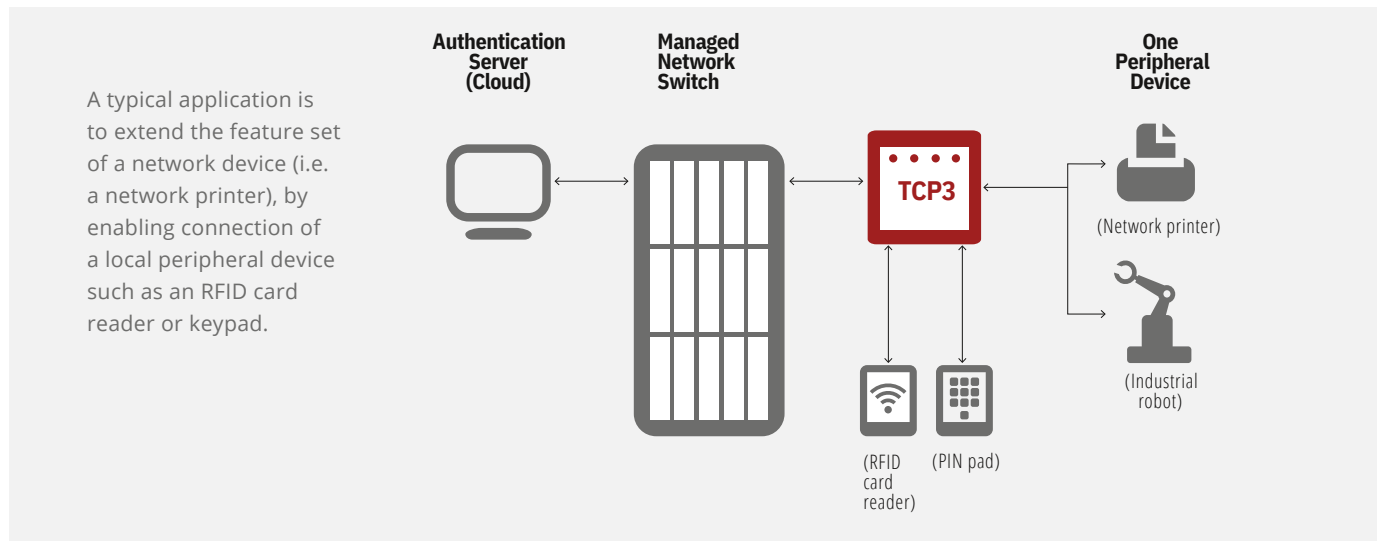 A typical application is
to extend the feature set
of a network device (i.e.
a network printer), by
enabling connection of
a local peripheral device
such as an RFID card
reader or keypad.
Authentication
Server
(Cloud)
Managed
Network
Switch
One
Peripheral
Device
TCP3
(Network printer)
(Industrial
robot)
(RFID
card
reader)
(PIN pad)